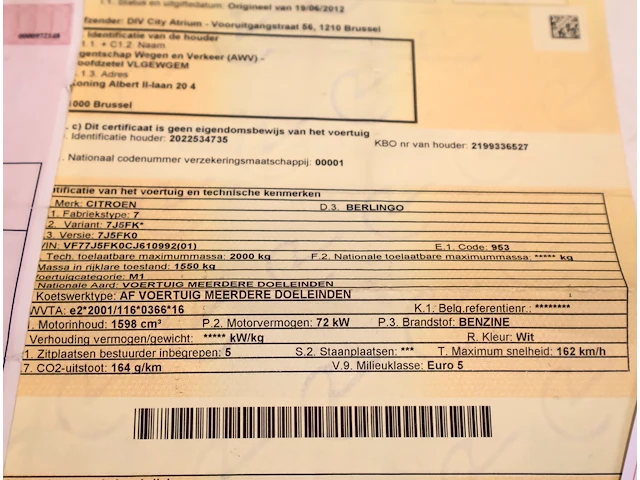 0000972348
1.1. Status en uitgiftedatum. Origineel van 19/06/2012
fzender: DIV City Atrium - Vooruitgangstraat 56, 1210 Brussel
Identificatie van de houder
1.1. + C1.2. Naam
gentschap Wegen en Verkeer (AWV) -
oofdzetel VLGEWGEM
1.3. Adres
oning Albert II-laan 20 4
1000 Brussel
. c) Dit certificaat is geen eigendomsbewijs van het voertuig
. Identificatie houder: 2022534735
KBO nr van houder: 2199336527
. Nationaal codenummer verzekeringsmaatschappij: 00001
ntificatie van het voertuig en technische kenmerken
Merk: CITROEN
D.3. BERLINGO
1. Fabriekstype: 7
2. Variant: 7J5FK*
3. Versie: 7J5FK0
VIN: VF77J5FK0CJ610992(01)
E.1. Code: 953
Tech. toelaatbare maximummassa: 2000 kg
F.2. Nationale toelaatbare maximummassa: ***** kg
Massa in rijklare toestand: 1550 kg
oertuigcategorie: M1
Nationale Aard: VOERTUIG MEERDERE DOELEINDEN
Koetswerktype: AF VOERTUIG MEERDERE DOELEINDEN
WVTA: e2*2001/116*0366*16
K.1. Belg.referentienr.: ********
. Motorinhoud: 1598 cm³
P.2. Motorvermogen: 72 kW
P.3. Brandstof: BENZINE
Verhouding vermogen/gewicht: ***** kW/kg
R. Kleur: Wit
1. Zitplaatsen bestuurder inbegrepen: 5
S.2. Staanplaatsen: ***
T. Maximum snelheid: 162 km/h
7. CO2-uitstoot: 164 g/km
V.9. Milieuklasse: Euro 5